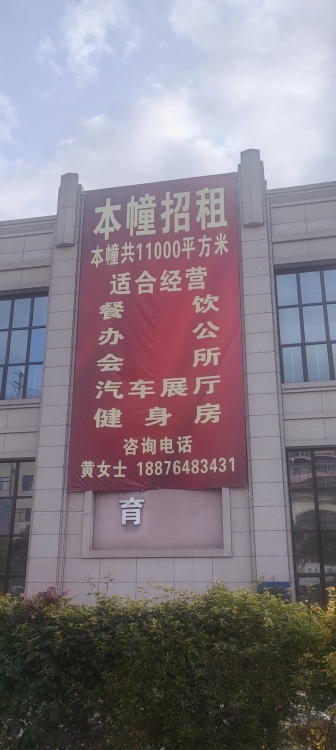 本幢招租
本幢共11000平方米
适合经营
餐 饮
办 公
会 所
汽车展厅
健身房
咨询电话
黄女士 18876483431
育